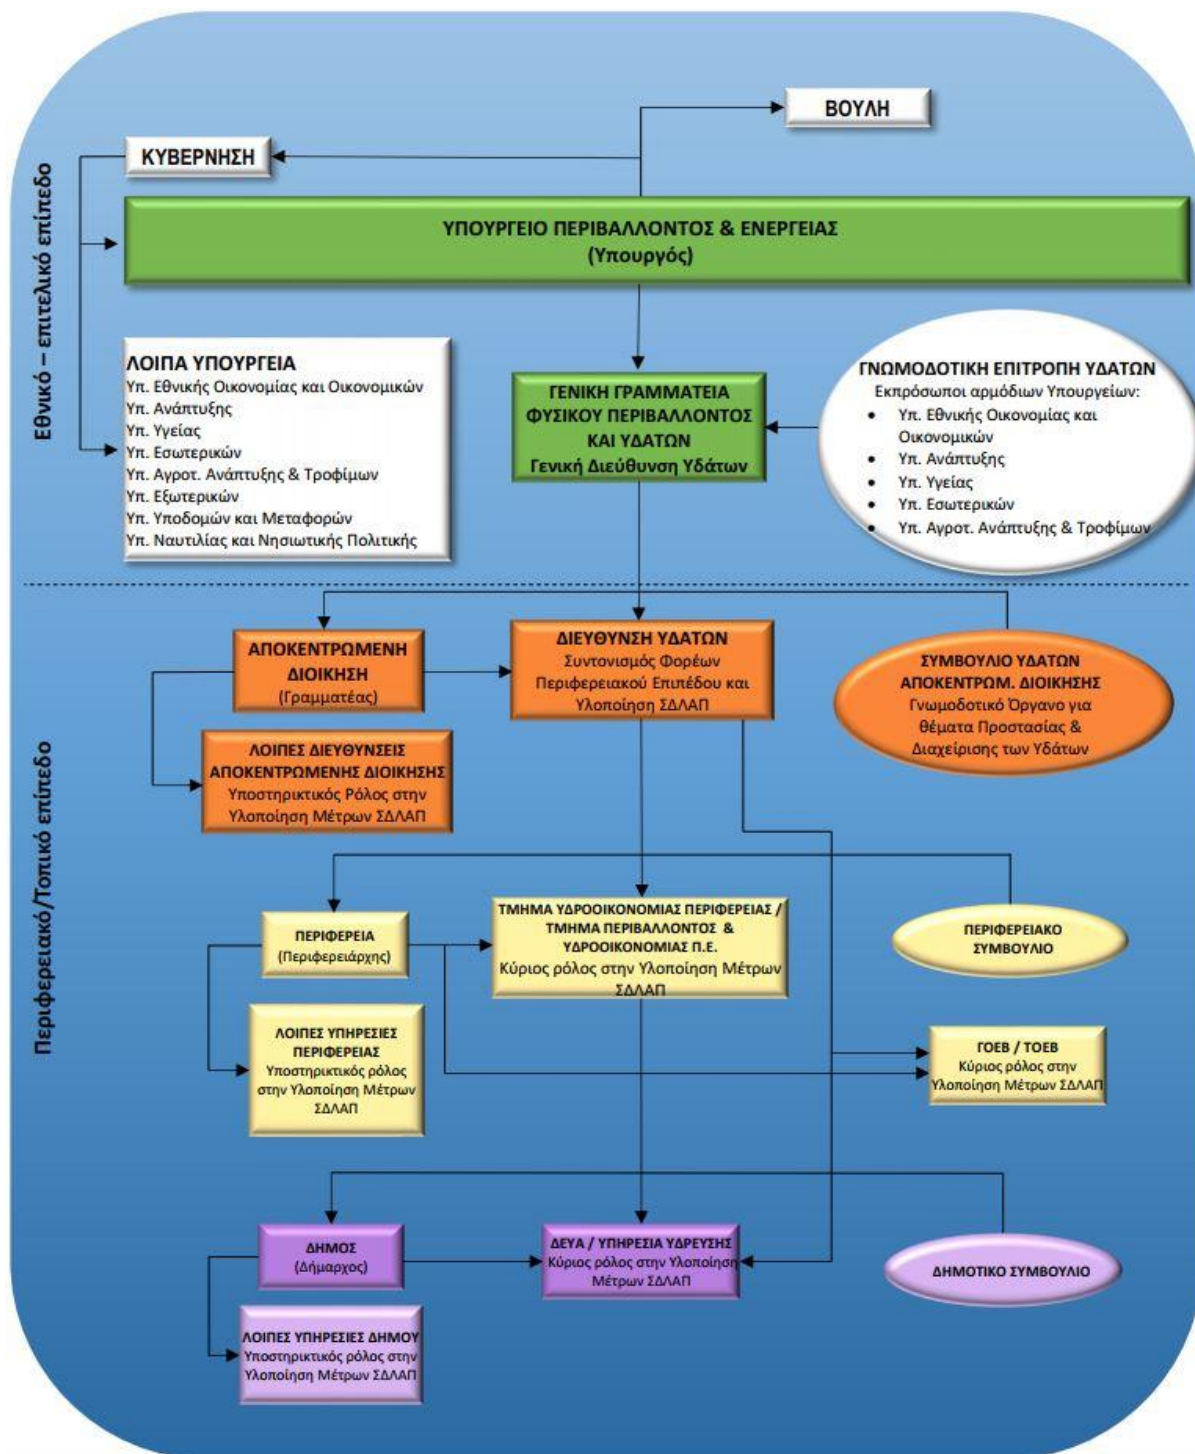 ΒΟΥΛΗ
ΚΥΒΕΡΝΗΣΗ
Εθνικό – επιτελικό επίπεδο
ΥΠΟΥΡΓΕΙΟ ΠΕΡΙΒΑΛΛΟΝΤΟΣ & ΕΝΕΡΓΕΙΑΣ
(Υπουργός)
ΛΟΙΠΑ ΥΠΟΥΡΓΕΙΑ
Υπ. Εθνικής Οικονομίας και Οικονομικών
Υπ. Ανάπτυξης
Υπ. Υγείας
Υπ. Εσωτερικών
Υπ. Αγροτ. Ανάπτυξης & Τροφίμων
Υπ. Εξωτερικών
Υπ. Υποδομών και Μεταφορών
Υπ. Ναυτιλίας και Νησιωτικής Πολιτικής
ΓΕΝΙΚΗ ΓΡΑΜΜΑΤΕΙΑ
ΦΥΣΙΚΟΥ ΠΕΡΙΒΑΛΛΟΝΤΟΣ
ΚΑΙ ΥΔΑΤΩΝ
Γενική Διεύθυνση Υδάτων
ΓΝΩΜΟΔΟΤΙΚΗ ΕΠΙΤΡΟΠΗ ΥΔΑΤΩΝ
Εκπρόσωποι αρμόδιων Υπουργείων:
• Υπ. Εθνικής Οικονομίας και
Οικονομικών
• Υπ. Ανάπτυξης
• Υπ. Υγείας
• Υπ. Εσωτερικών
• Υπ. Αγροτ. Ανάπτυξης & Τροφίμων
Περιφερειακό/Τοπικό επίπεδο
ΑΠΟΚΕΝΤΡΩΜΕΝΗ
ΔΙΟΙΚΗΣΗ
(Γραμματέας)
ΔΙΕΥΘΥΝΣΗ ΥΔΑΤΩΝ
Συντονισμός Φορέων
Περιφερειακού Επιπέδου και
Υλοποίηση ΣΔΛΑΠ
ΣΥΜΒΟΥΛΙΟ ΥΔΑΤΩΝ
ΑΠΟΚΕΝΤΡΩΜ. ΔΙΟΙΚΗΣΗΣ
Γνωμοδοτικό Όργανο για
θέματα Προστασίας &
Διαχείρισης των Υδάτων
ΛΟΙΠΕΣ ΔΙΕΥΘΥΝΣΕΙΣ
ΑΠΟΚΕΝΤΡΩΜΕΝΗΣ ΔΙΟΙΚΗΣΗΣ
Υποστηρικτικός Ρόλος στην
Υλοποίηση Μέτρων ΣΔΛΑΠ
ΠΕΡΙΦΕΡΕΙΑ
(Περιφερειάρχης)
ΤΜΗΜΑ ΥΔΡΟΟΙΚΟΝΟΜΙΑΣ ΠΕΡΙΦΕΡΕΙΑΣ /
ΤΜΗΜΑ ΠΕΡΙΒΑΛΛΟΝΤΟΣ &
ΥΔΡΟΟΙΚΟΝΟΜΙΑΣ Π.Ε.
Κύριος ρόλος στην Υλοποίηση Μέτρων
ΣΔΛΑΠ
ΠΕΡΙΦΕΡΕΙΑΚΟ
ΣΥΜΒΟΥΛΙΟ
ΛΟΙΠΕΣ ΥΠΗΡΕΣΙΕΣ
ΠΕΡΙΦΕΡΕΙΑΣ
Υποστηρικτικός ρόλος
στην Υλοποίηση Μέτρων
ΣΔΛΑΠ
ΓΟΕΒ / ΤΟΕΒ
Κύριος ρόλος στην
Υλοποίηση Μέτρων ΣΔΛΑΠ
ΔΗΜΟΣ
(Δήμαρχος)
ΔΕΥΑ / ΥΠΗΡΕΣΙΑ ΥΔΡΕΥΣΗΣ
Κύριος ρόλος στην Υλοποίηση
Μέτρων ΣΔΛΑΠ
ΔΗΜΟΤΙΚΟ ΣΥΜΒΟΥΛΙΟ
ΛΟΙΠΕΣ ΥΠΗΡΕΣΙΕΣ ΔΗΜΟΥ
Υποστηρικτικός ρόλος στην
Υλοποίηση Μέτρων ΣΔΛΑΠ